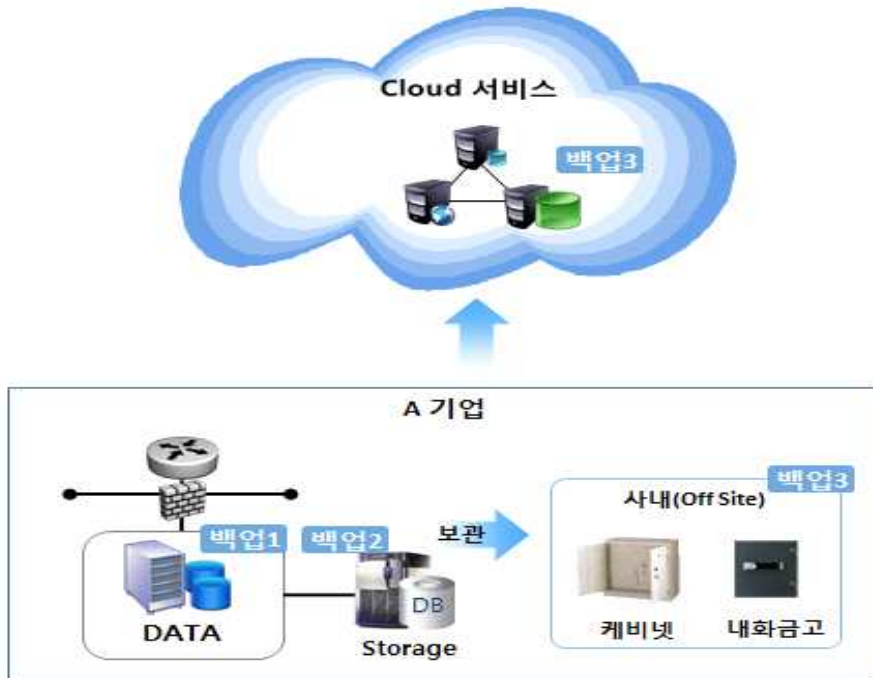 Cloud 서비스
백업3
A 기업
백업3
사내(Off Site)
백업1
백업2
보관
DB
DATA
Storage
케비넷
내화금고